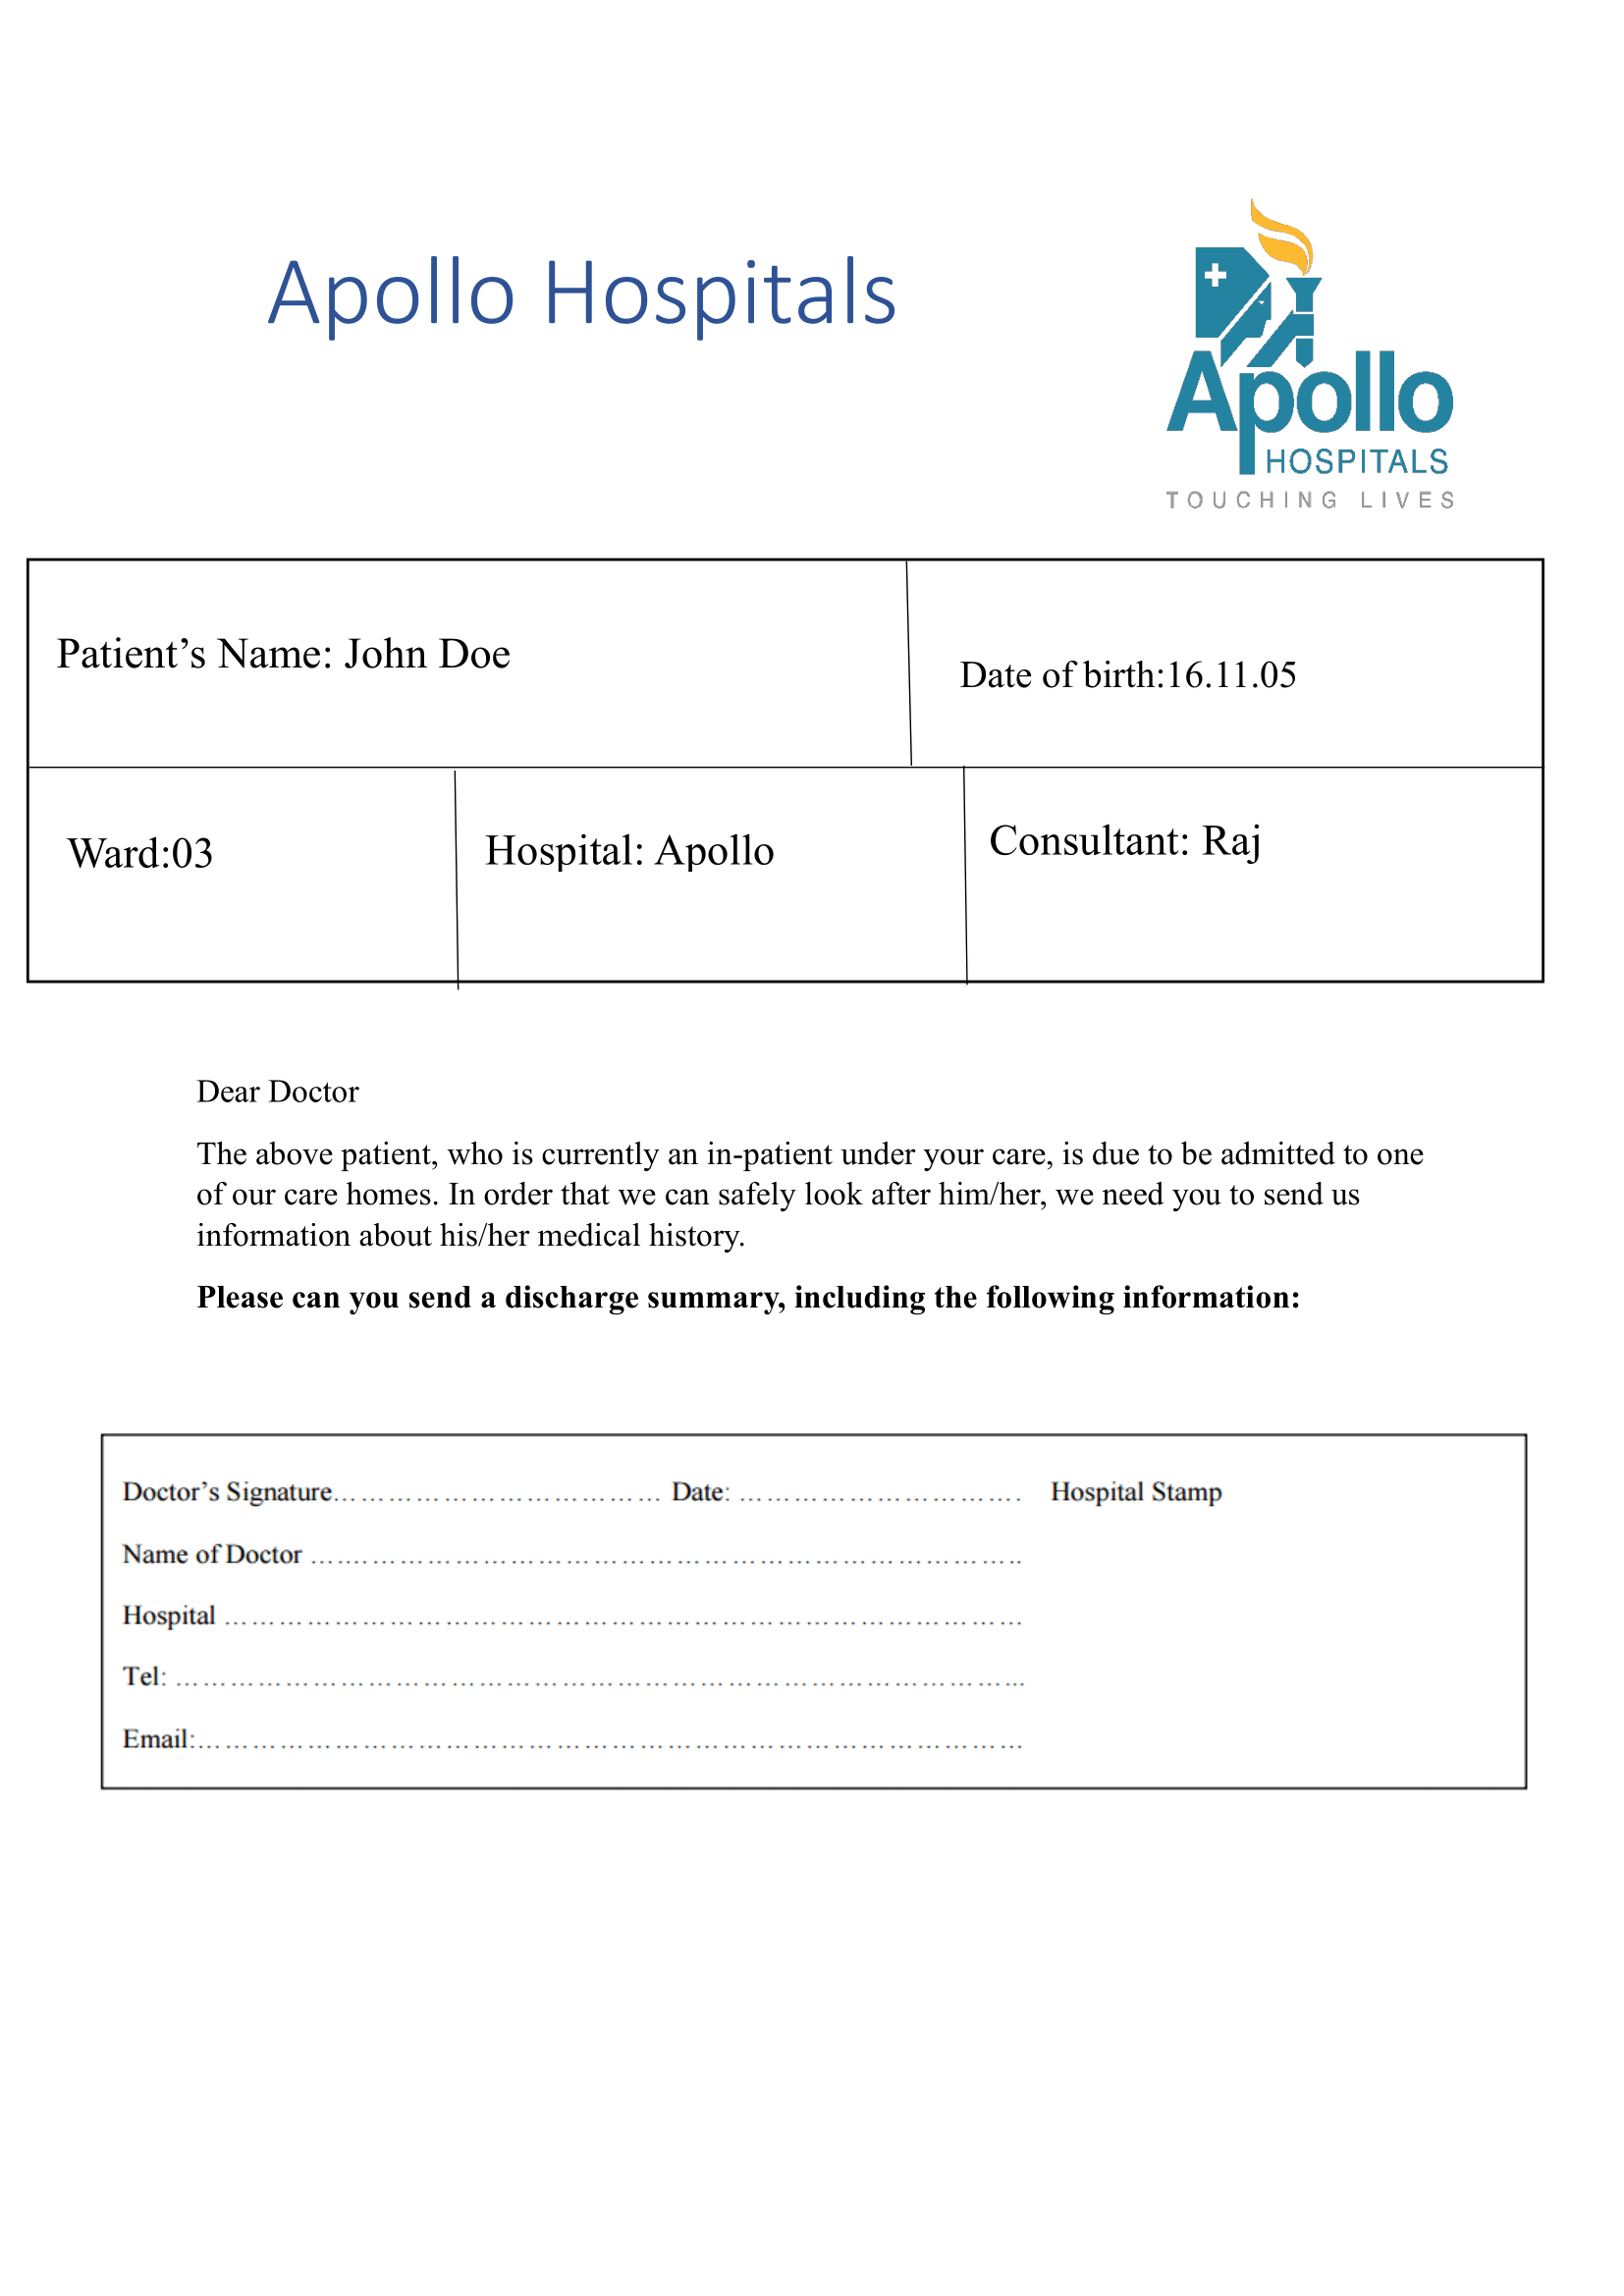 Apollo Hospitals
Apollo
HOSPITALS
TOUCHING LIVES
Patient’s Name: John Doe
Date of birth:16.11.05
Ward:03
Hospital: Apollo
Consultant: Raj
Dear Doctor
The above patient, who is currently an in-patient under your care, is due to be admitted to one
of our care homes. In order that we can safely look after him/her, we need you to send us
information about his/her medical history.
Please can you send a discharge summary, including the following information:
Doctor’s Signature……………………………… Date: …………………………. Hospital Stamp
Name of Doctor ….………………………………………………………………..
Hospital ……………………………………………………………………………
Tel: ………………………………………………………………………………...
Email:………………………………………………………………………………